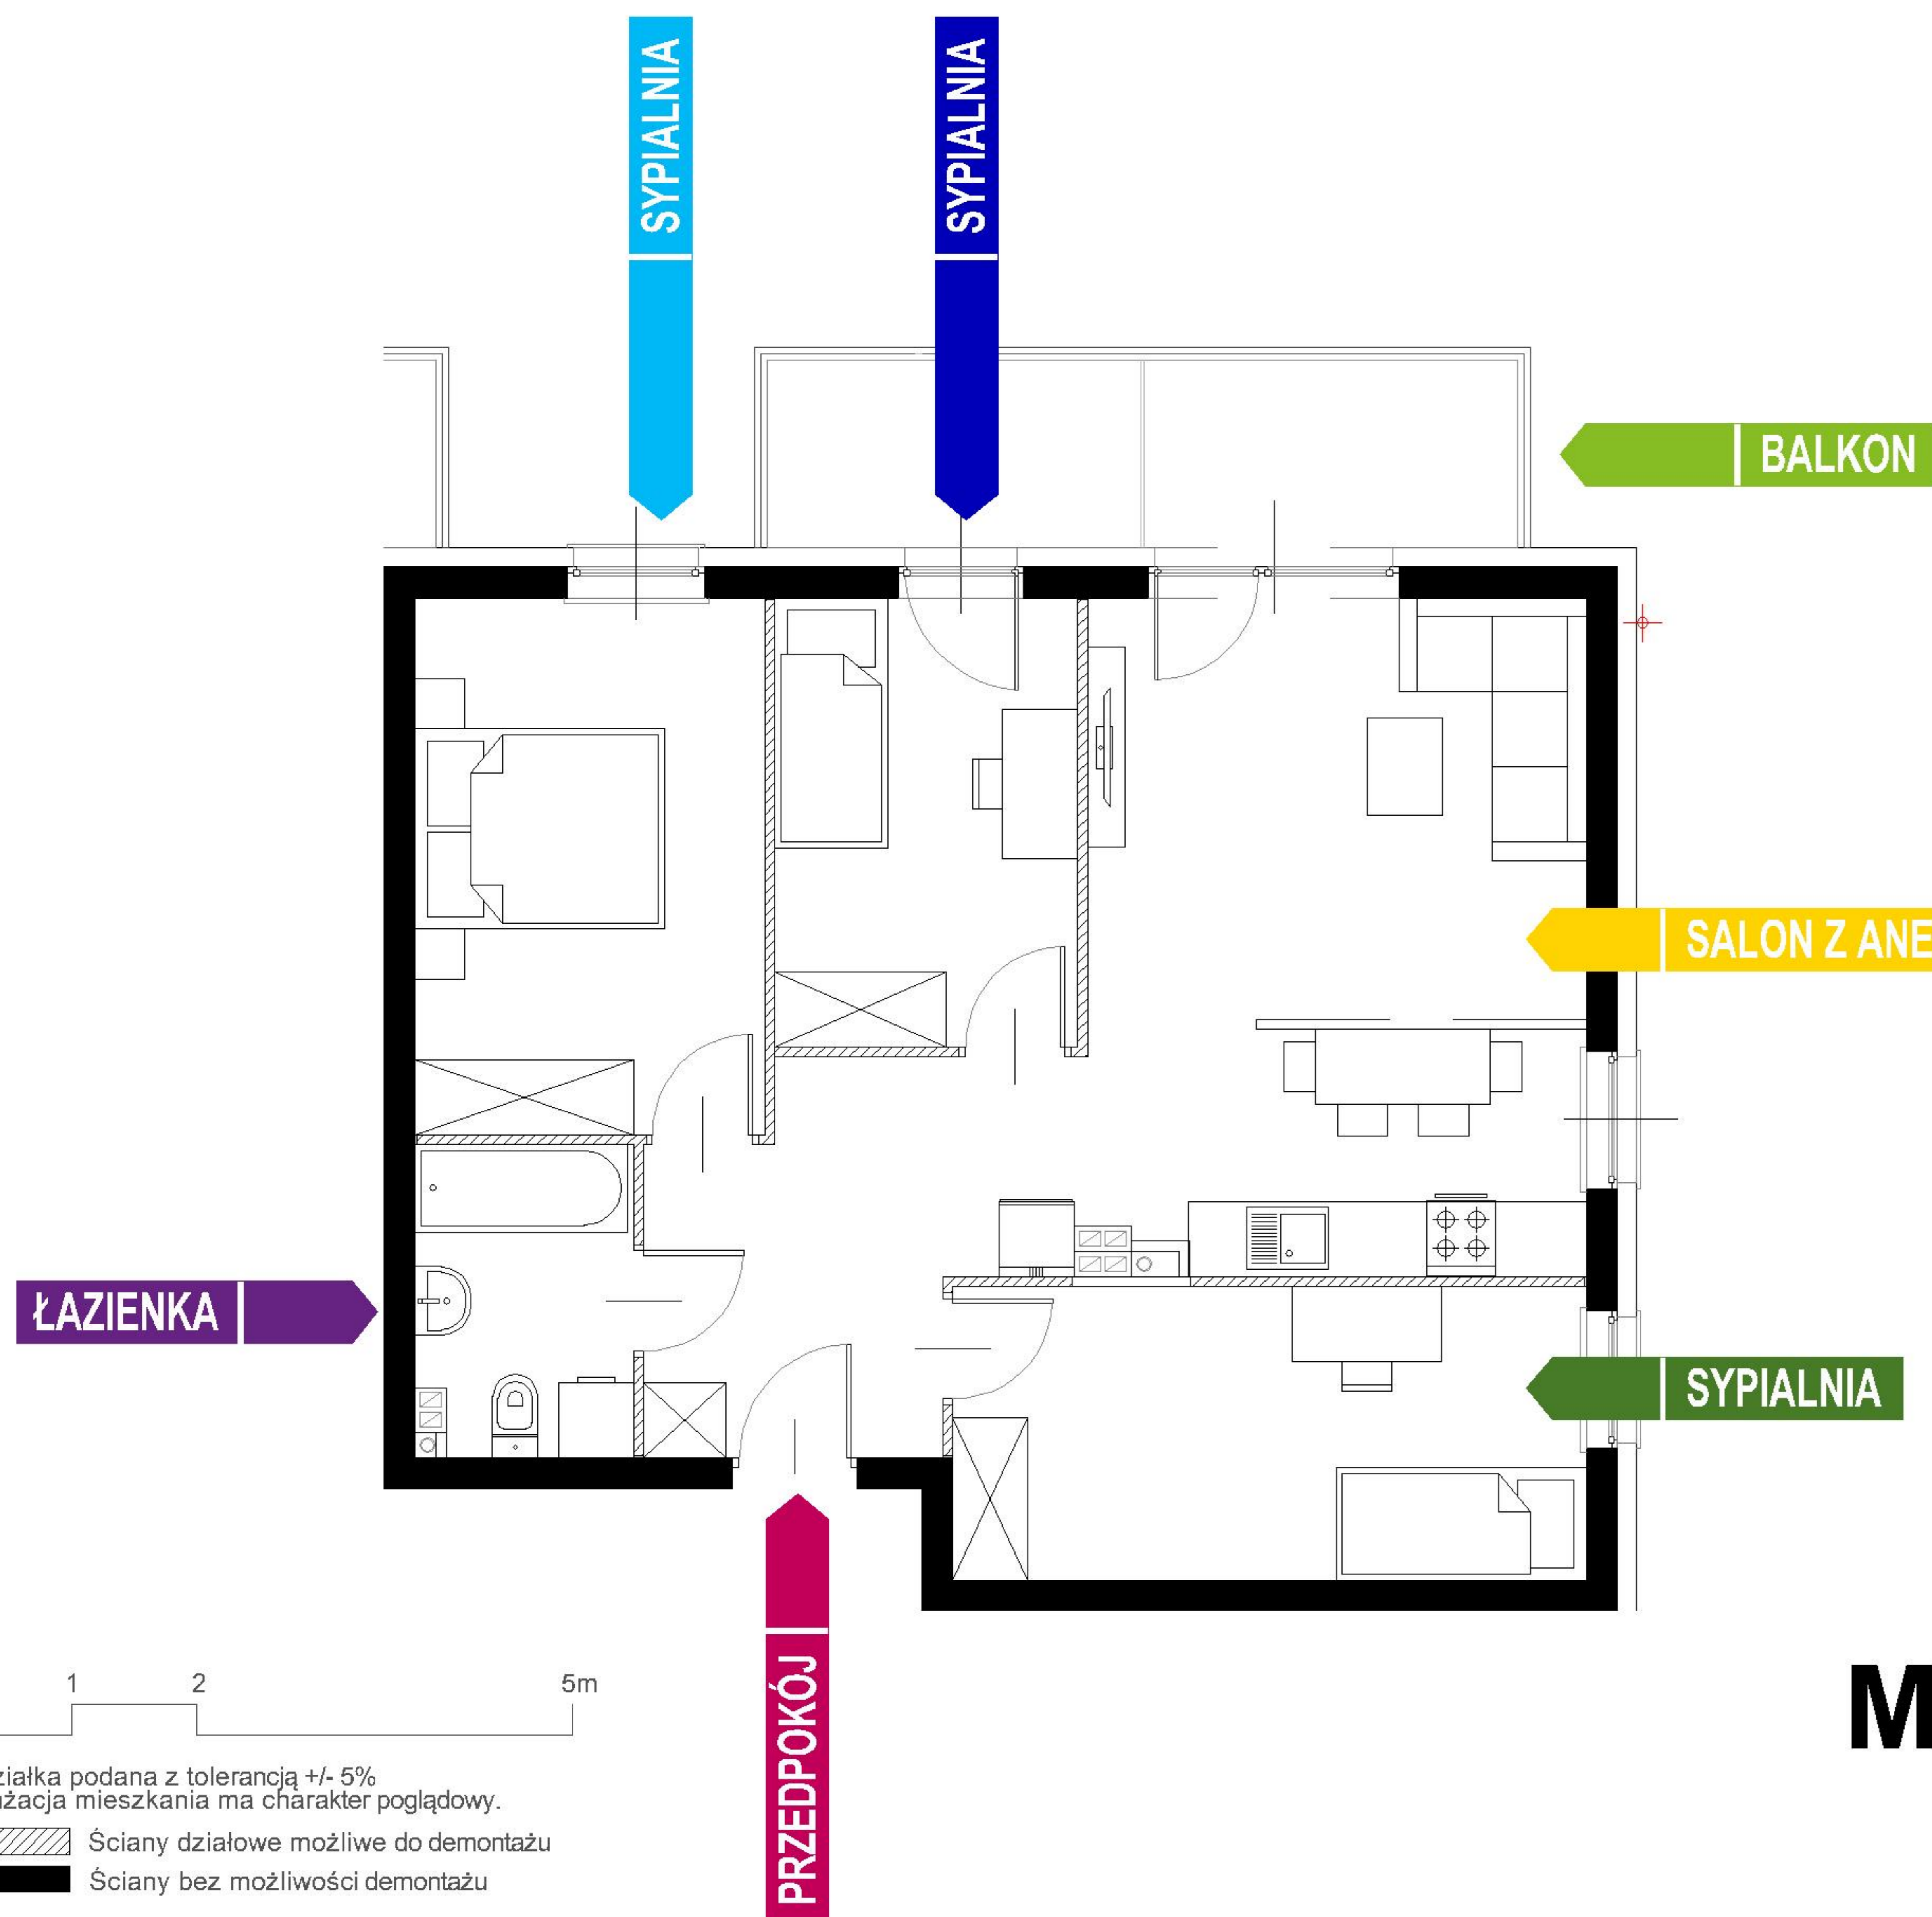 SYPIALNIA
SYPIALNIA
BALKON
SALON Z ANE
ŁAZIENKA
SYPIALNIA
PRZEDPOKÓJ
1 2 5m
ziałka podana z tolerancją +/- 5%
żacja mieszkania ma charakter poglądowy.
Ściany działowe możliwe do demontażu
Ściany bez możliwości demontażu
M